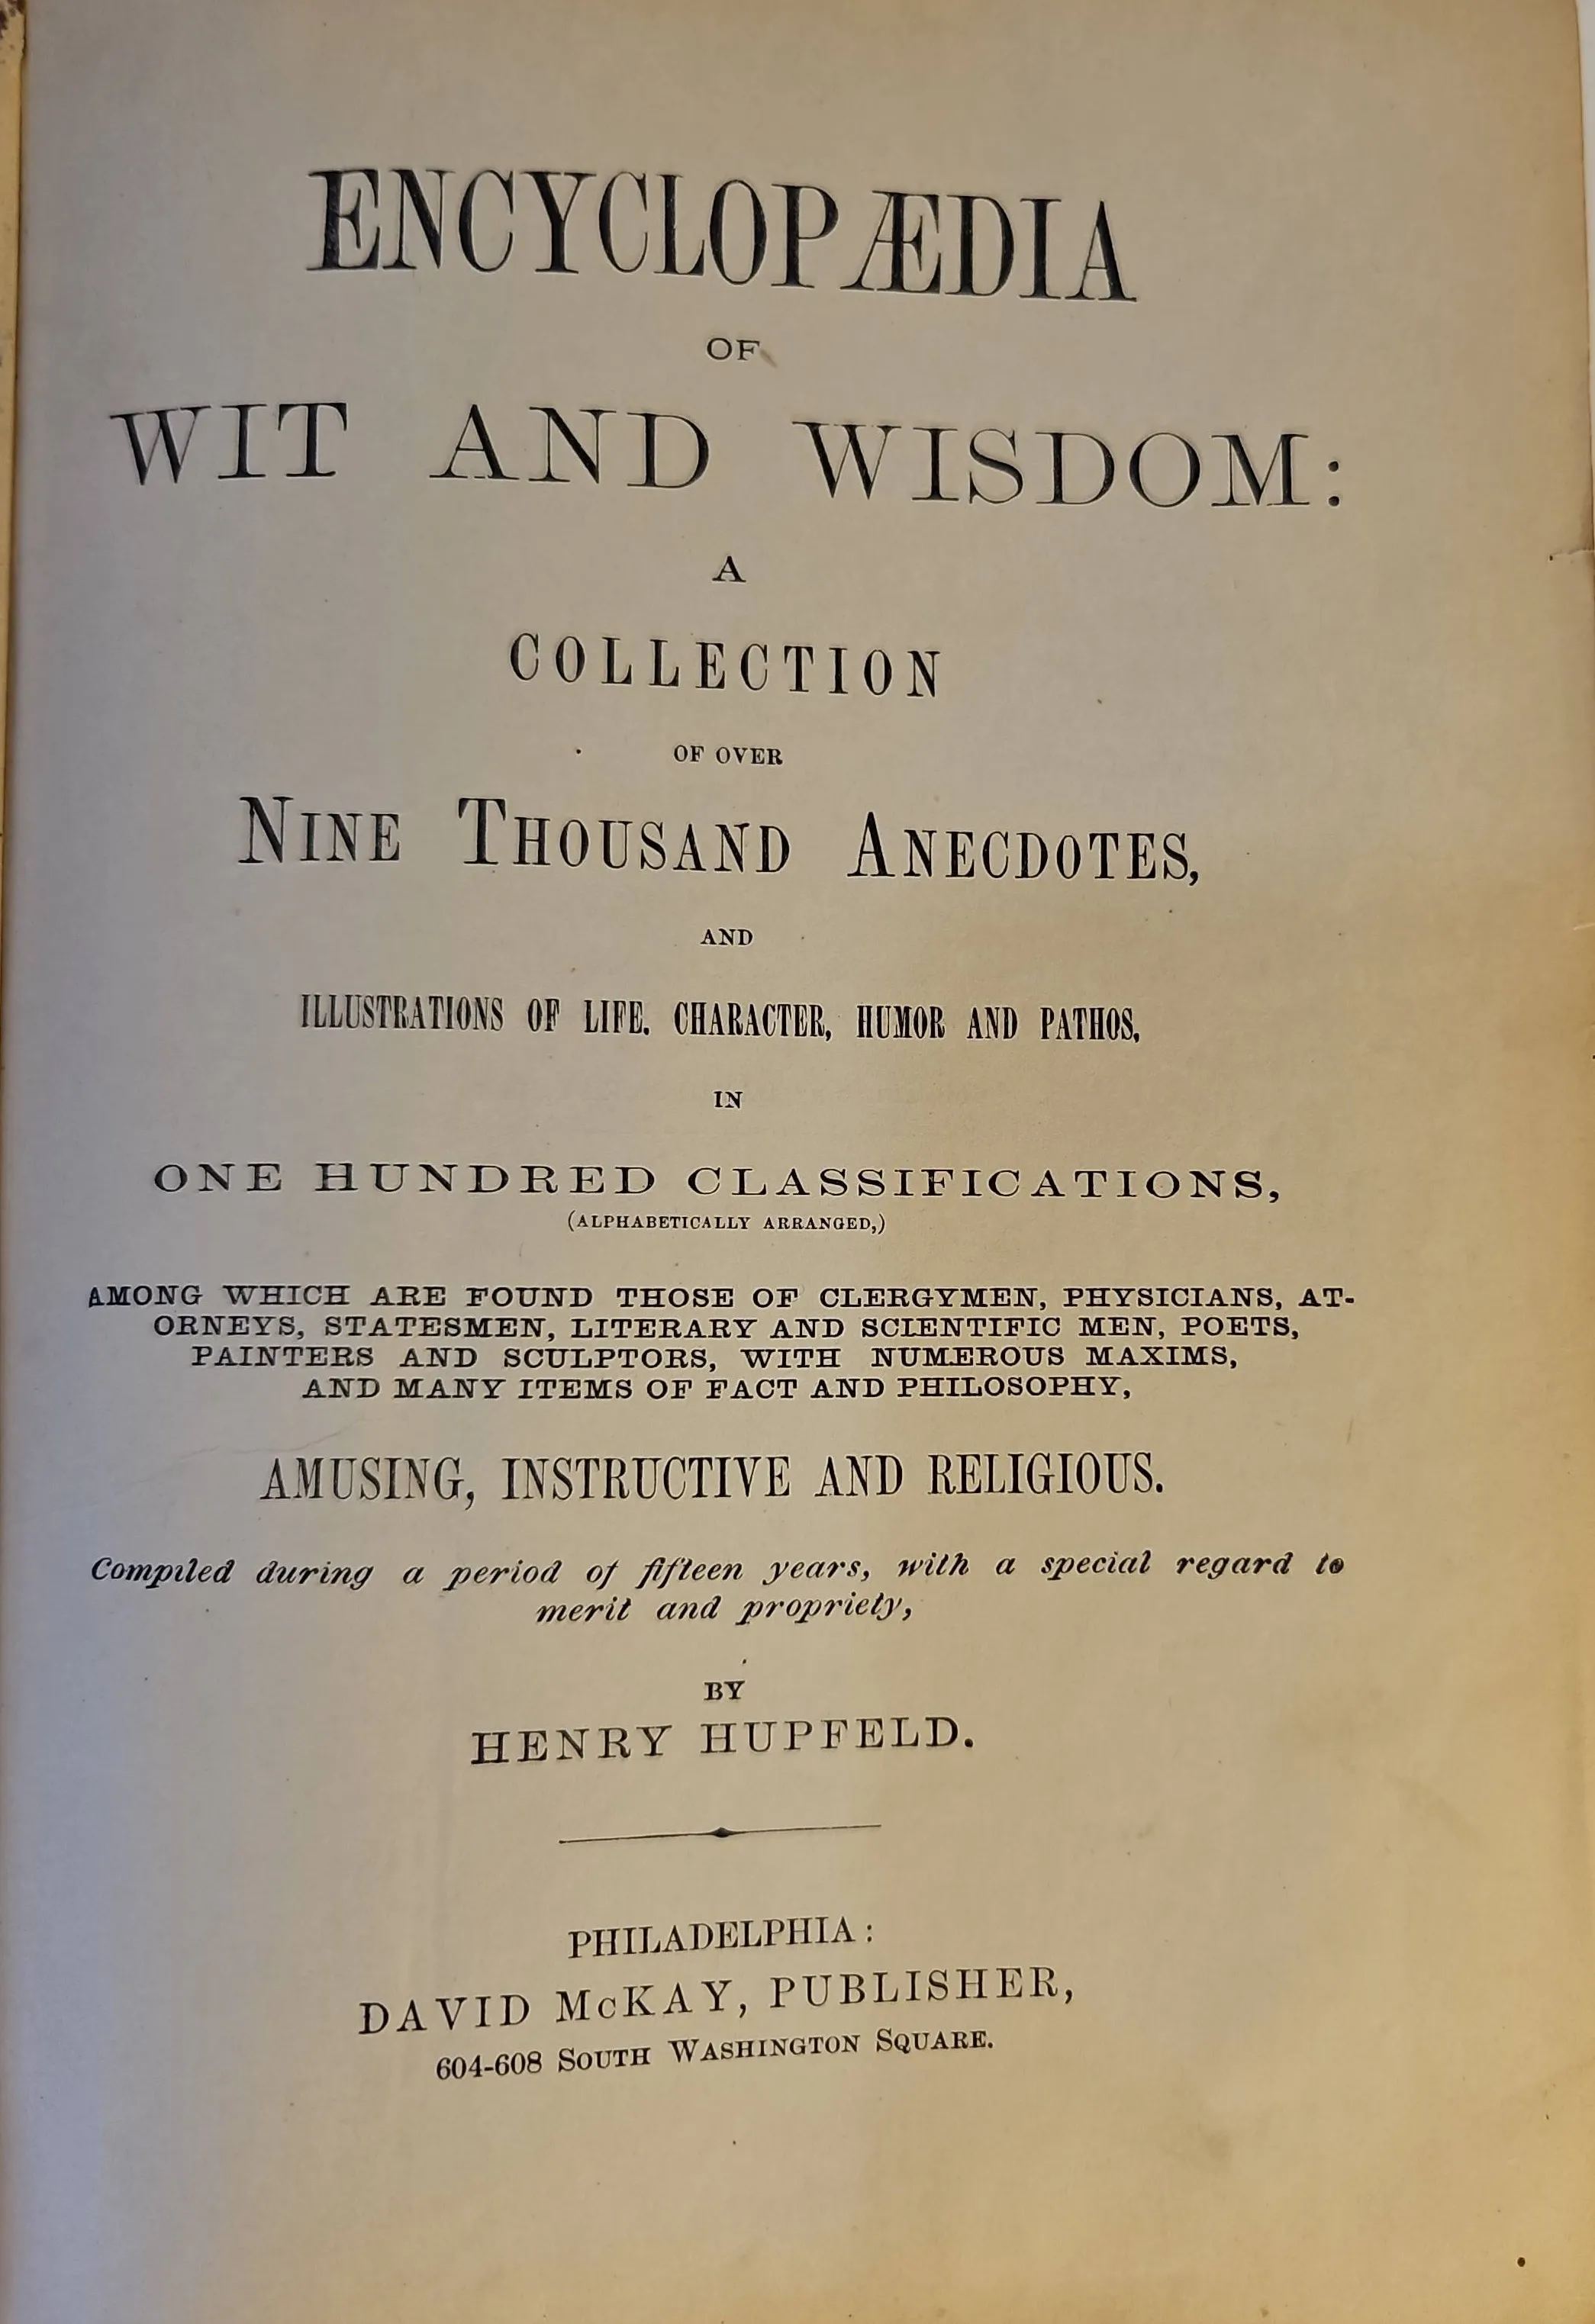 ENCYCLOPÆDIA
OF
WIT AND WISDOM:
A
COLLECTION
OF OVER
NINE THOUSAND ANECDOTES,
AND
ILLUSTRATIONS OF LIFE. CHARACTER, HUMOR AND PATHOS,
IN
ONE HUNDRED CLASSIFICATIONS,
(ALPHABETICALLY ARRANGED,)
AMONG WHICH ARE FOUND THOSE OF CLERGYMEN, PHYSICIANS, AT-
ORNEYS, STATESMEN, LITERARY AND SCIENTIFIC MEN, POETS,
PAINTERS AND SCULPTORS, WITH NUMEROUS MAXIMS,
AND MANY ITEMS OF FACT AND PHILOSOPHY,
AMUSING, INSTRUCTIVE AND RELIGIOUS.
Compiled during a period of fifteen years, with a special regard to
merit and propriety,
BY
HENRY HUPFELD.
PHILADELPHIA:
DAVID McKAY, PUBLISHER,
604-608 SOUTH WASHINGTON SQUARE.